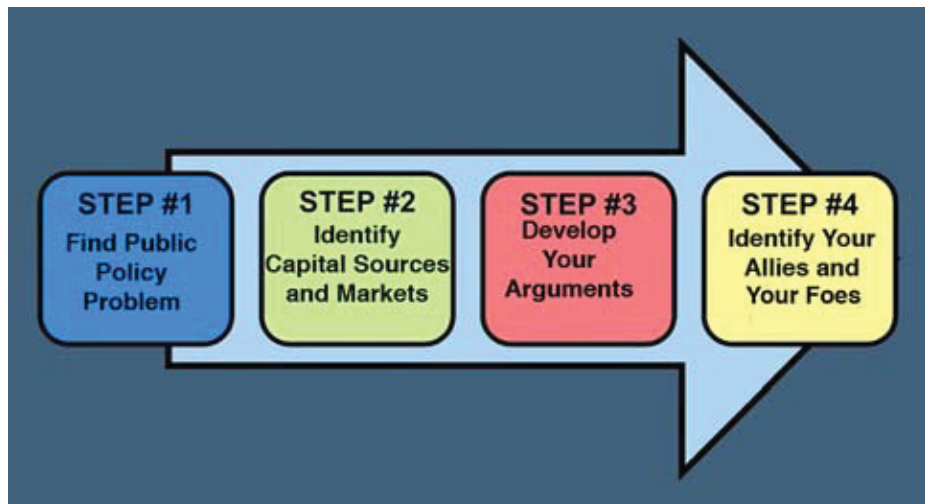 STEP #1
Find Public
Policy
Problem
STEP #2
Identify
Capital Sources
and Markets
STEP #3
Develop
Your
Arguments
STEP #4
Identify Your
Allies and
Your Foes